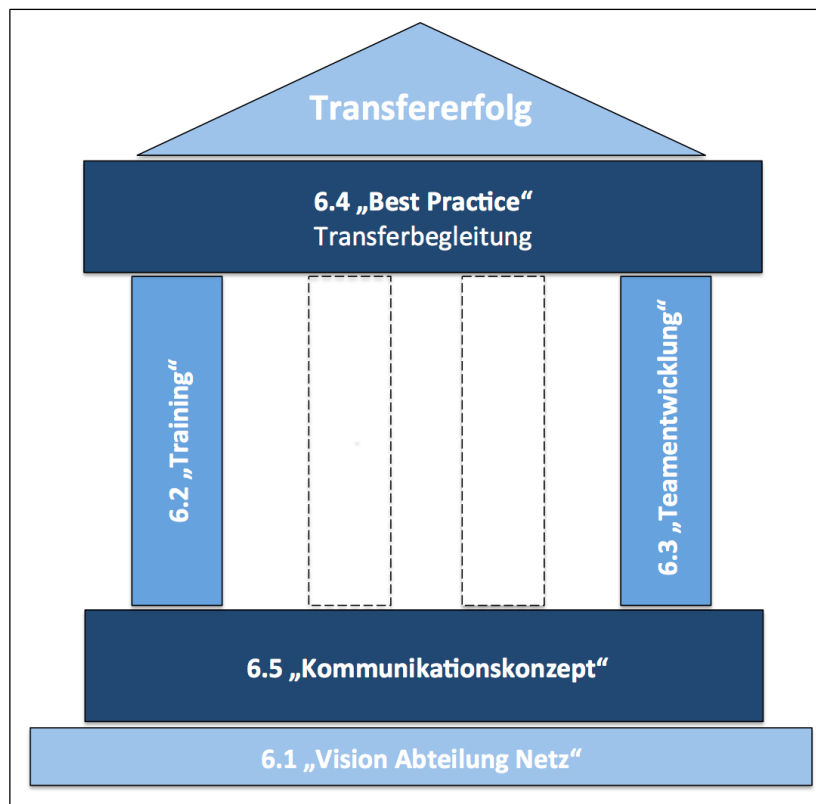 Transfererfolg
6.4 „Best Practice“
Transferbegleitung
6.2 „Training“
6.3 „Teamentwicklung“
6.5 „Kommunikationskonzept“
6.1 „Vision Abteilung Netz“